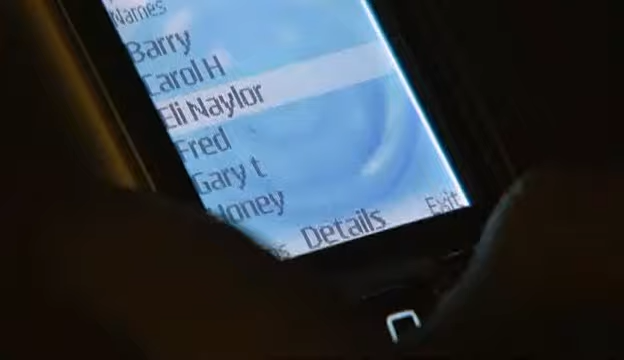 Names
Barry
Carol H
Eli Naylor
Fred
Gary t
Honey
Details Exit